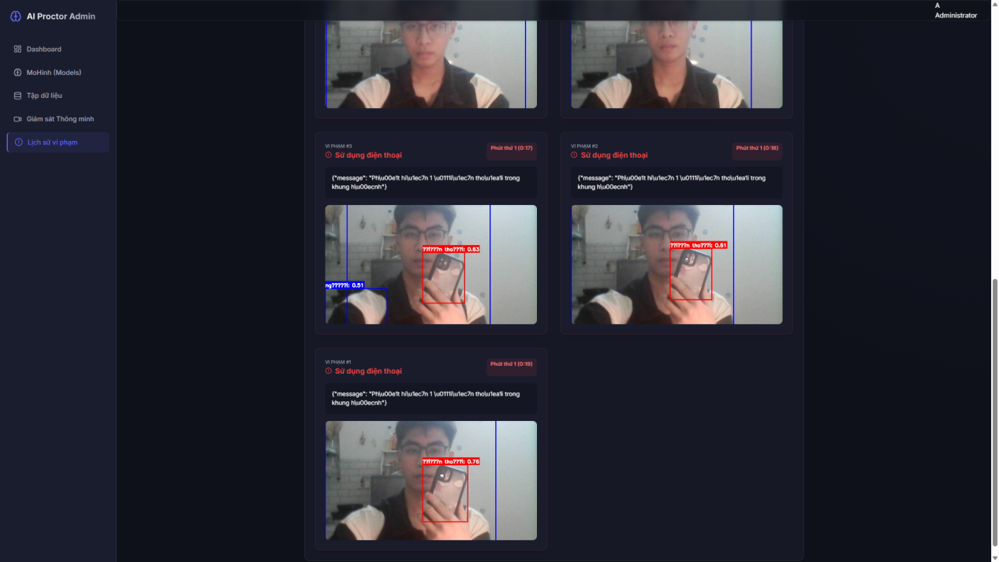 AI Proctor Admin
Dashboard
MoHình (Models)
Tập dữ liệu
Giám sát Thông minh
Lịch sử vi phạm
A
Administrator
VI PHẠM #3
Sử dụng điện thoại
Phút thứ 1 (0:17)
{"message": "Ph\u00e1t hi\u1ec7n 1 \u0111i\u1ec7n tho\u1ea1i trong
khung h\u00ecnh"}
??i???n tho???i: 0.63
ng?????i: 0.51
VI PHẠM #2
Sử dụng điện thoại
Phút thứ 1 (0:18)
{"message": "Ph\u00e1t hi\u1ec7n 1 \u0111i\u1ec7n tho\u1ea1i trong
khung h\u00ecnh"}
??i???n tho???i: 0.81
VI PHẠM #1
Sử dụng điện thoại
Phút thứ 1 (0:19)
{"message": "Ph\u00e1t hi\u1ec7n 1 \u0111i\u1ec7n tho\u1ea1i trong
khung h\u00ecnh"}
??i???n tho???i: 0.76